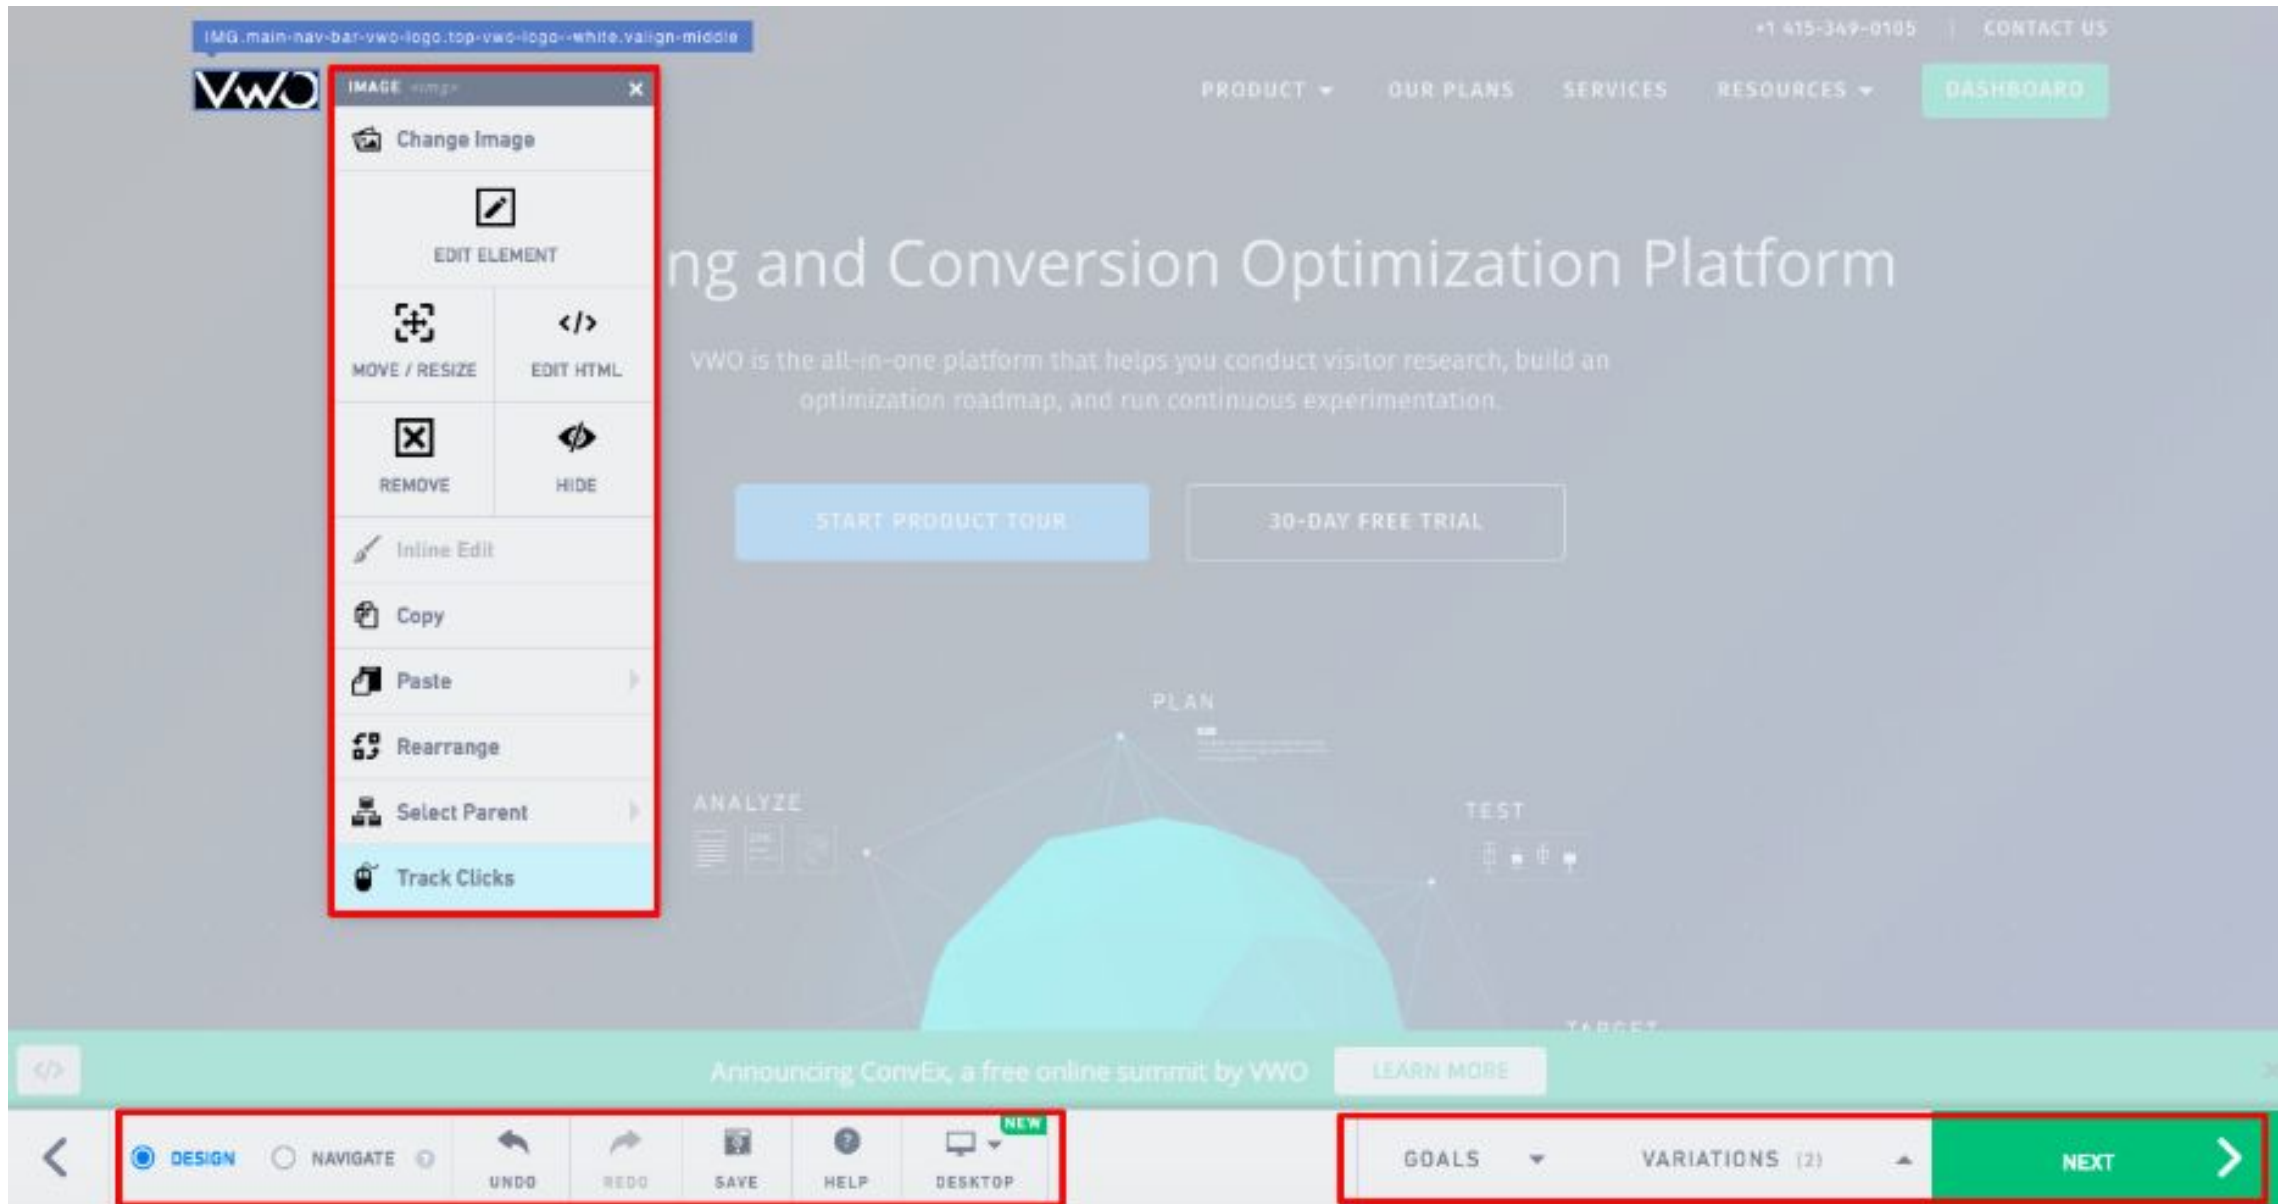 IMG.main-nav-bar-vwo-logo.top-vwo-logo--white.valign-middle
+1 415-349-0105 | CONTACT US
VWO
IMAGE <img>
PRODUCT OUR PLANS SERVICES RESOURCES DASHBOARD
Change Image
EDIT ELEMENT
MOVE / RESIZE EDIT HTML
REMOVE HIDE
Inline Edit
Copy
Paste
Rearrange
Select Parent
Track Clicks
ng and Conversion Optimization Platform
VWO is the all-in-one platform that helps you conduct visitor research, build an
optimization roadmap, and run continuous experimentation.
START PRODUCT TOUR 30-DAY FREE TRIAL
PLAN
ANALYZE
TEST
TARGET
</>
Announcing ConvEx, a free online summit by VWO LEARN MORE
DESIGN NAVIGATE ? UNDO REDO SAVE HELP DESKTOP NEW
GOALS VARIATIONS (2) NEXT